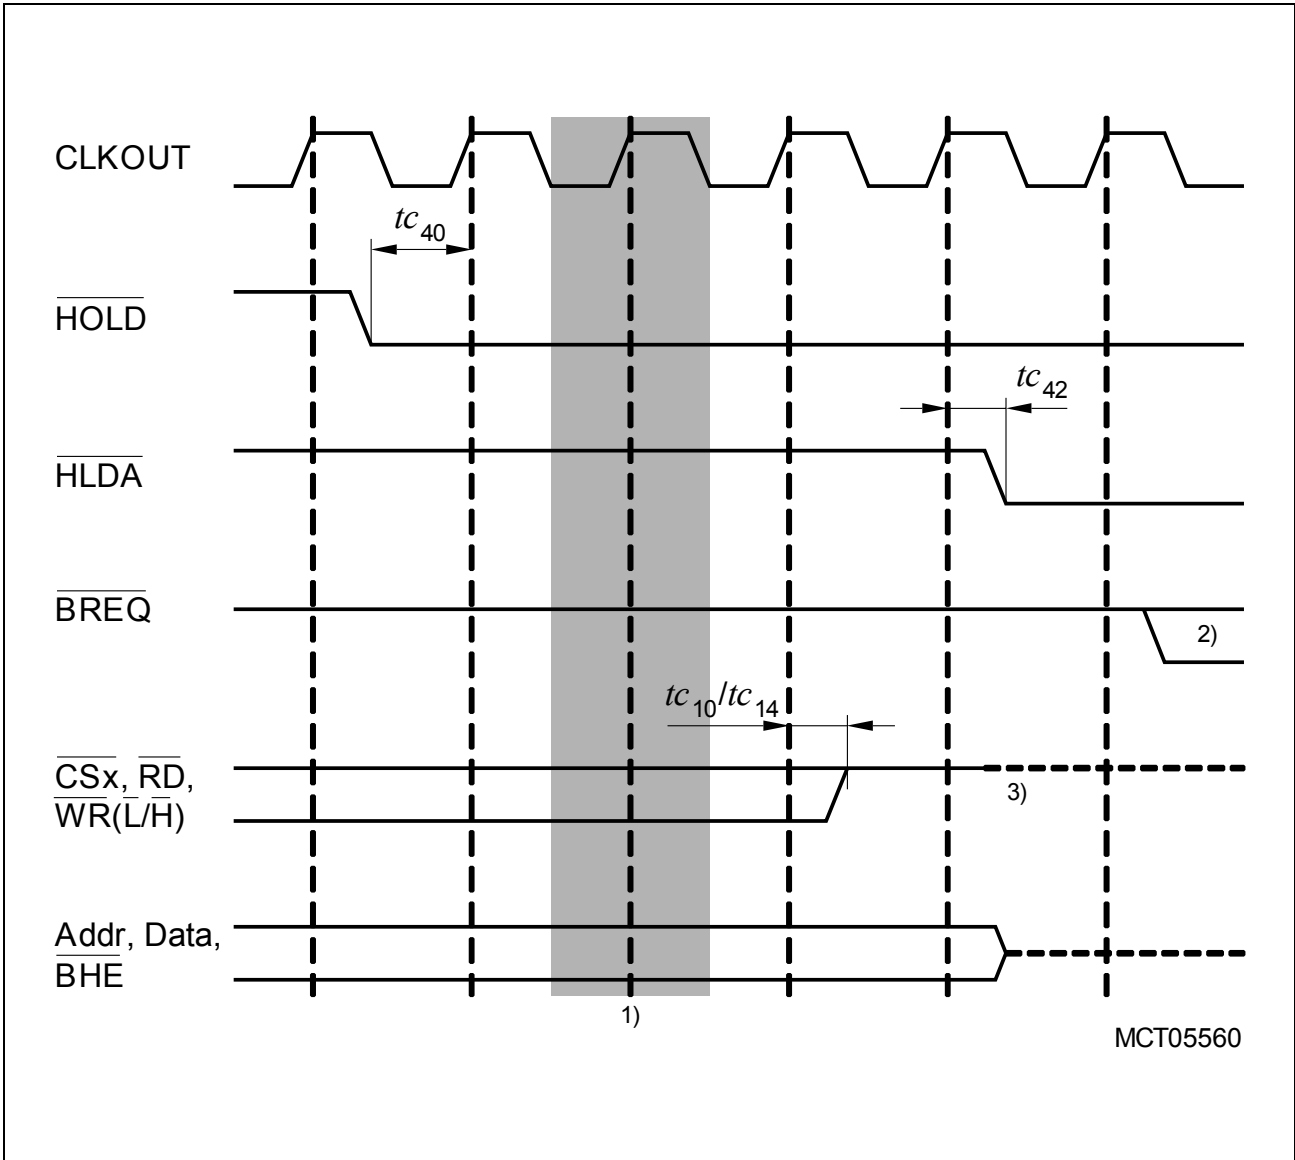 CLKOUT
tc40
HOLD
tc42
HLDA
BREQ
2)
tc10/tc14
CSx, RD,
WR(L/H)
3)
Addr, Data,
BHE
1)
MCT05560